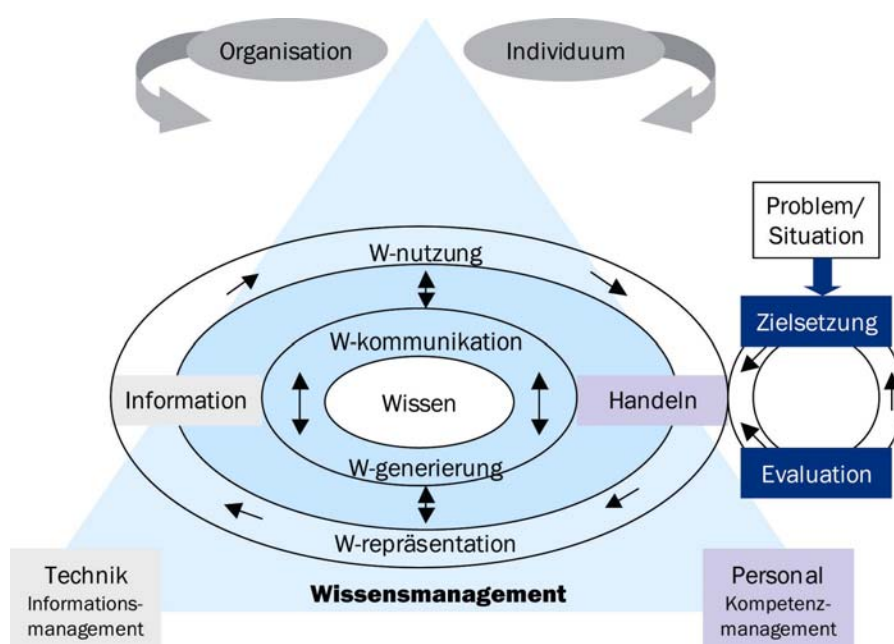 Organisation
Individuum
Problem/
Situation
W-nutzung
Zielsetzung
W-kommunikation
Information
Wissen
Handeln
W-generierung
Evaluation
W-repräsentation
Technik
Informations-
management
Wissensmanagement
Personal
Kompetenz-
management